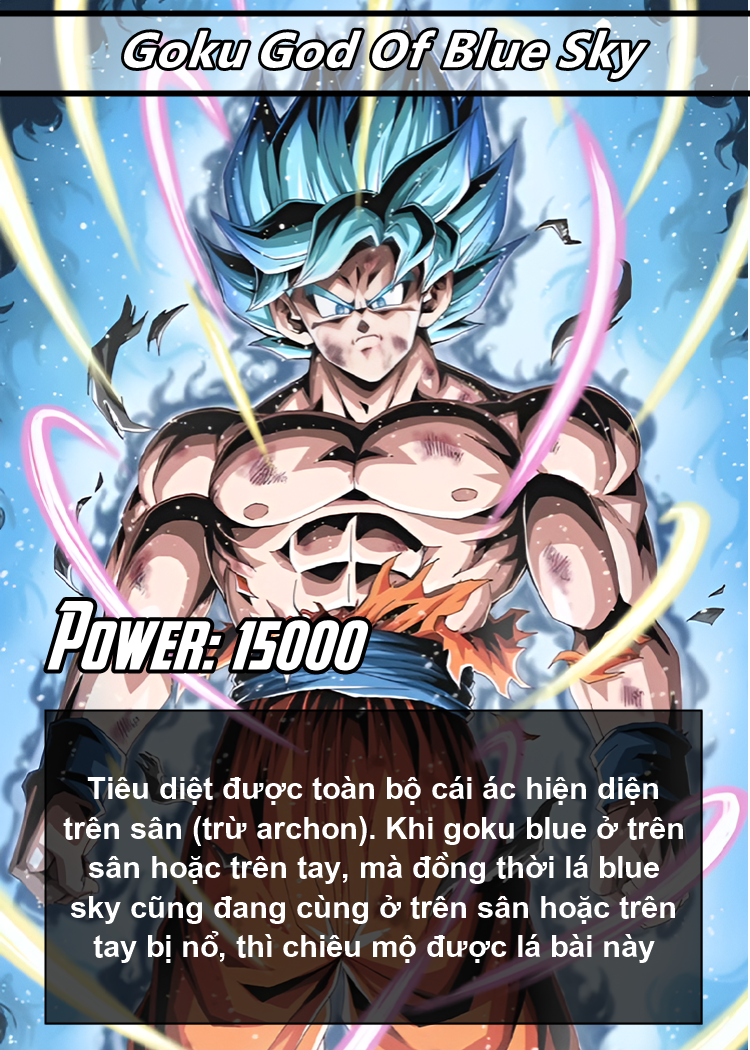 Goku God Of Blue Sky
POWER: 15000
Tiêu diệt được toàn bộ cái ác hiện diện
trên sân (trừ archon). Khi goku blue ở trên
sân hoặc trên tay, mà đồng thời lá blue
sky cũng đang cùng ở trên sân hoặc trên
tay bị nổ, thì chiêu mộ được lá bài này